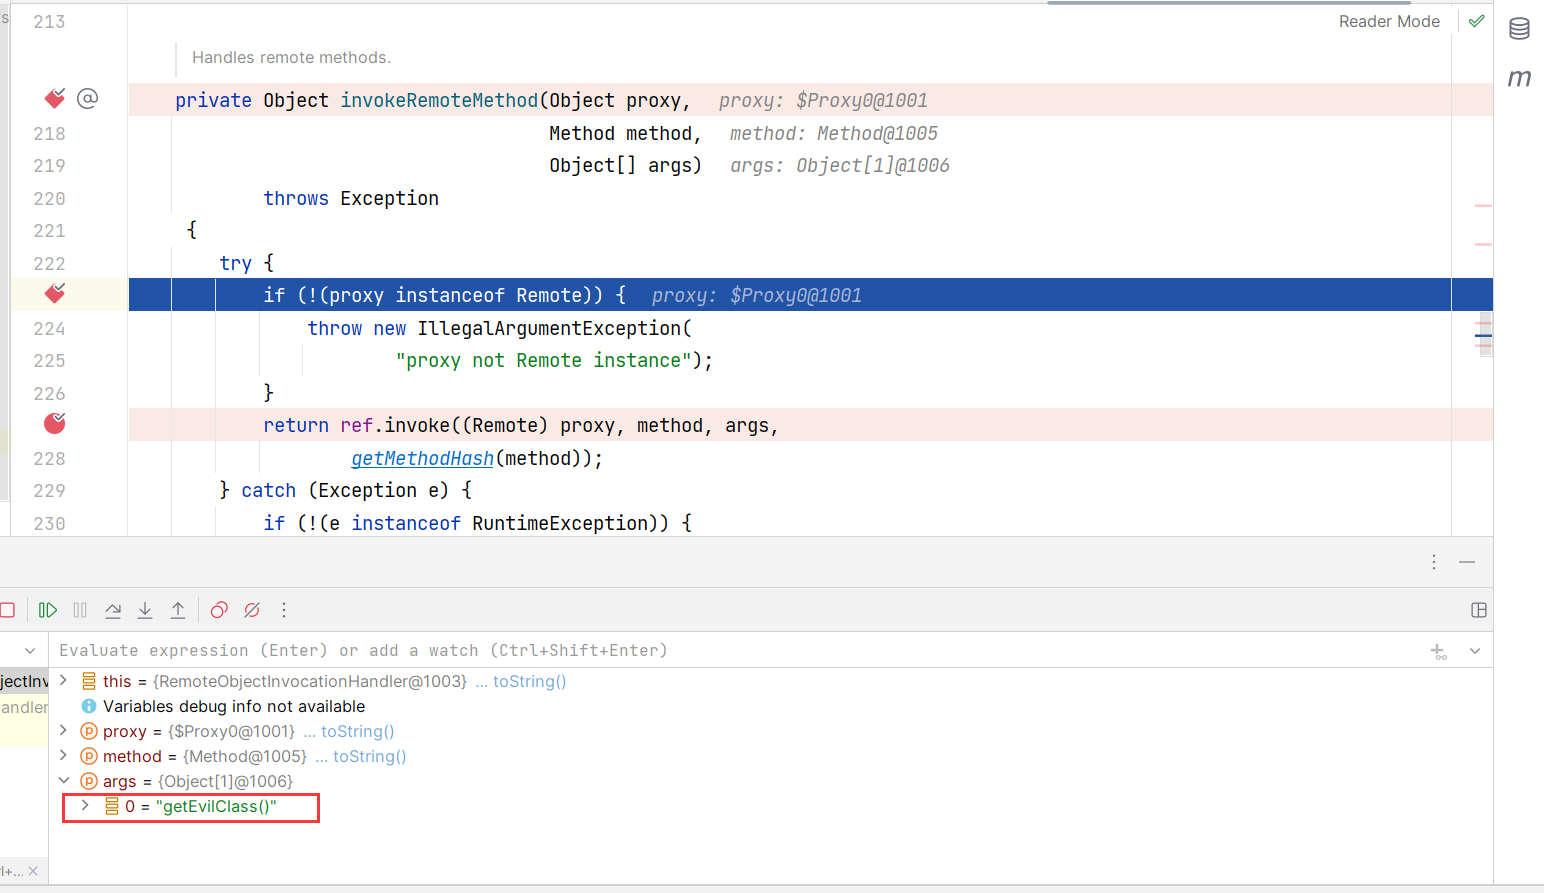 213
Reader Mode
Handles remote methods.
private Object invokeRemoteMethod(Object proxy, proxy: $Proxy0@1001
218 Method method, method: Method@1005
219 Object[] args) args: Object[1]@1006
220 throws Exception
221 {
222 try {
if (!(proxy instanceof Remote)) { proxy: $Proxy0@1001
224 throw new IllegalArgumentException(
225 "proxy not Remote instance");
226 }
return ref.invoke((Remote) proxy, method, args,
228 getMethodHash(method));
229 } catch (Exception e) {
230 if (!(e instanceof RuntimeException)) {
Evaluate expression (Enter) or add a watch (Ctrl+Shift+Enter)
jectInv
this = {RemoteObjectInvocationHandler@1003} ... toString()
andler
Variables debug info not available
proxy = {$Proxy0@1001} ... toString()
method = {Method@1005} ... toString()
args = {Object[1]@1006}
0 = "getEvilClass()"